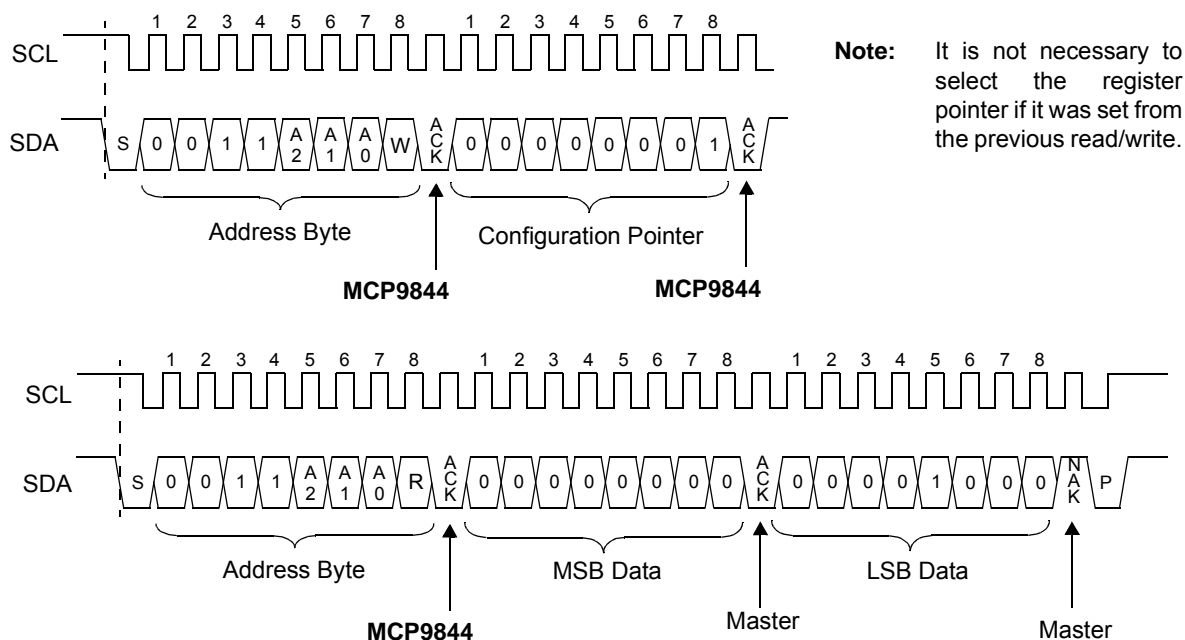 1 2 3 4 5 6 7 8 1 2 3 4 5 6 7 8
SCL
SDA
S 0 0 1 1 A2 A1 A0 W ACK 0 0 0 0 0 0 0 1 ACK
Address Byte Configuration Pointer
MCP9844 MCP9844
Note: It is not necessary to
select the register
pointer if it was set from
the previous read/write.
1 2 3 4 5 6 7 8 1 2 3 4 5 6 7 8 1 2 3 4 5 6 7 8
SCL
SDA
S 0 0 1 1 A2 A1 A0 R ACK 0 0 0 0 0 0 0 0 ACK 0 0 0 0 1 0 0 0 NAK P
Address Byte MSB Data LSB Data
MCP9844 Master Master